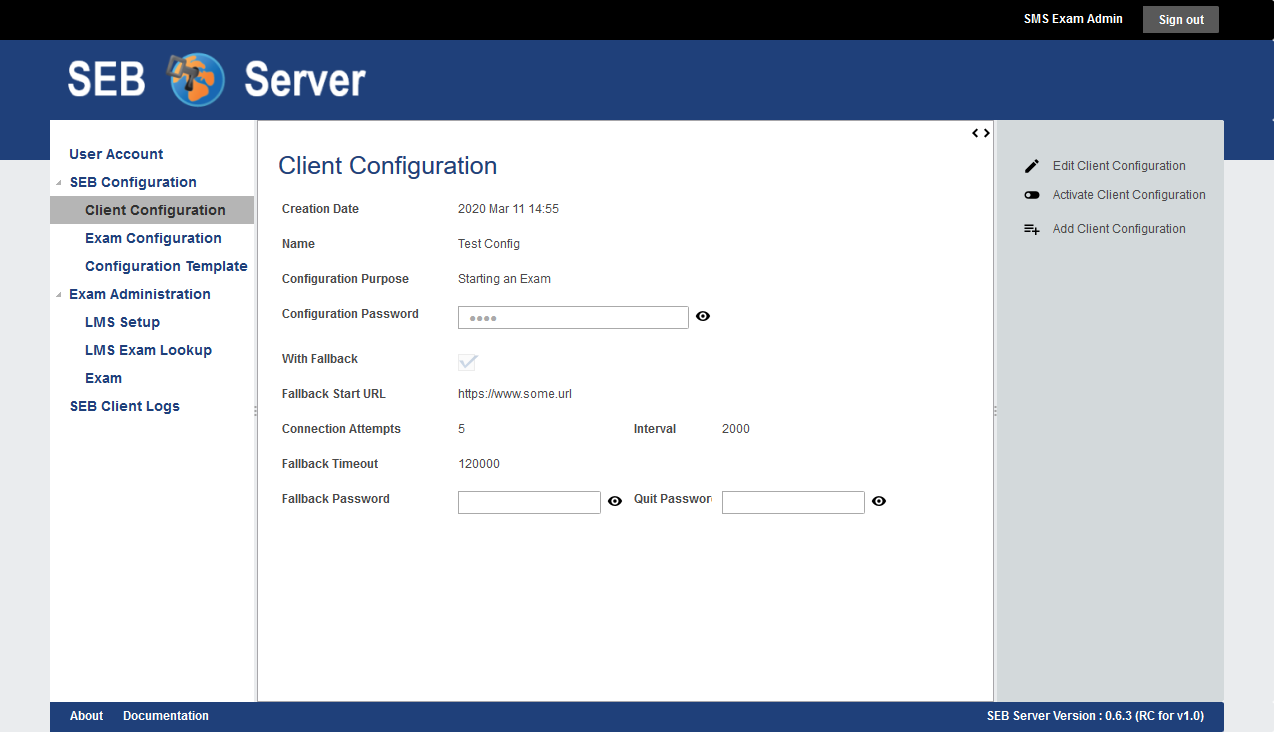 SMS Exam Admin Sign out
SEB Server
User Account
SEB Configuration
Client Configuration
Exam Configuration
Configuration Template
Exam Administration
LMS Setup
LMS Exam Lookup
Exam
SEB Client Logs
Client Configuration
Creation Date 2020 Mar 11 14:55
Name Test Config
Configuration Purpose Starting an Exam
Configuration Password
With Fallback
Fallback Start URL https://www.some.url
Connection Attempts 5 Interval 2000
Fallback Timeout 120000
Fallback Password Quit Passwor
Edit Client Configuration
Activate Client Configuration
Add Client Configuration
About Documentation SEB Server Version : 0.6.3 (RC for v1.0)